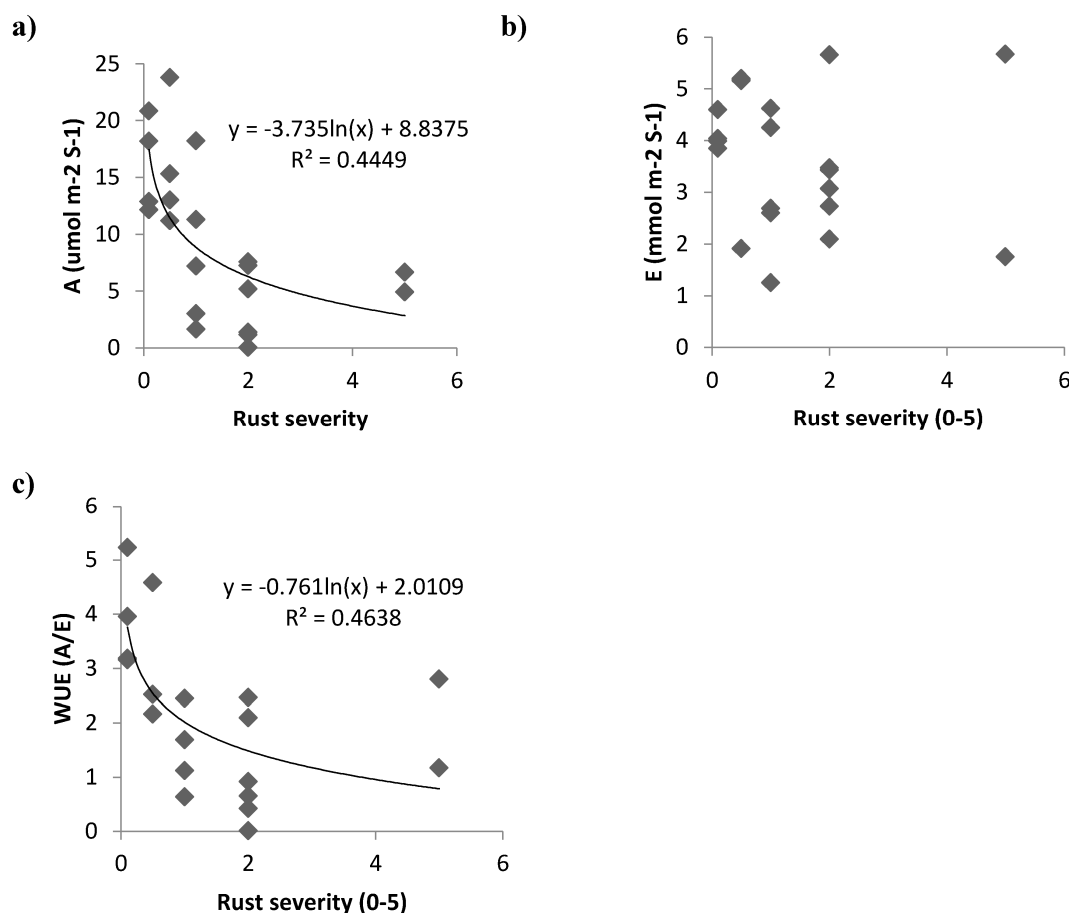 a)
A (umol m-2 S-1)
25
20
15
10
5
0
y = -3.735ln(x) + 8.8375
R² = 0.4449
0 2 4 6
Rust severity
b)
E (mmol m-2 S-1)
6
5
4
3
2
1
0
0 2 4 6
Rust severity (0-5)
c)
WUE (A/E)
6
5
4
3
2
1
0
y = -0.761ln(x) + 2.0109
R² = 0.4638
0 2 4 6
Rust severity (0-5)